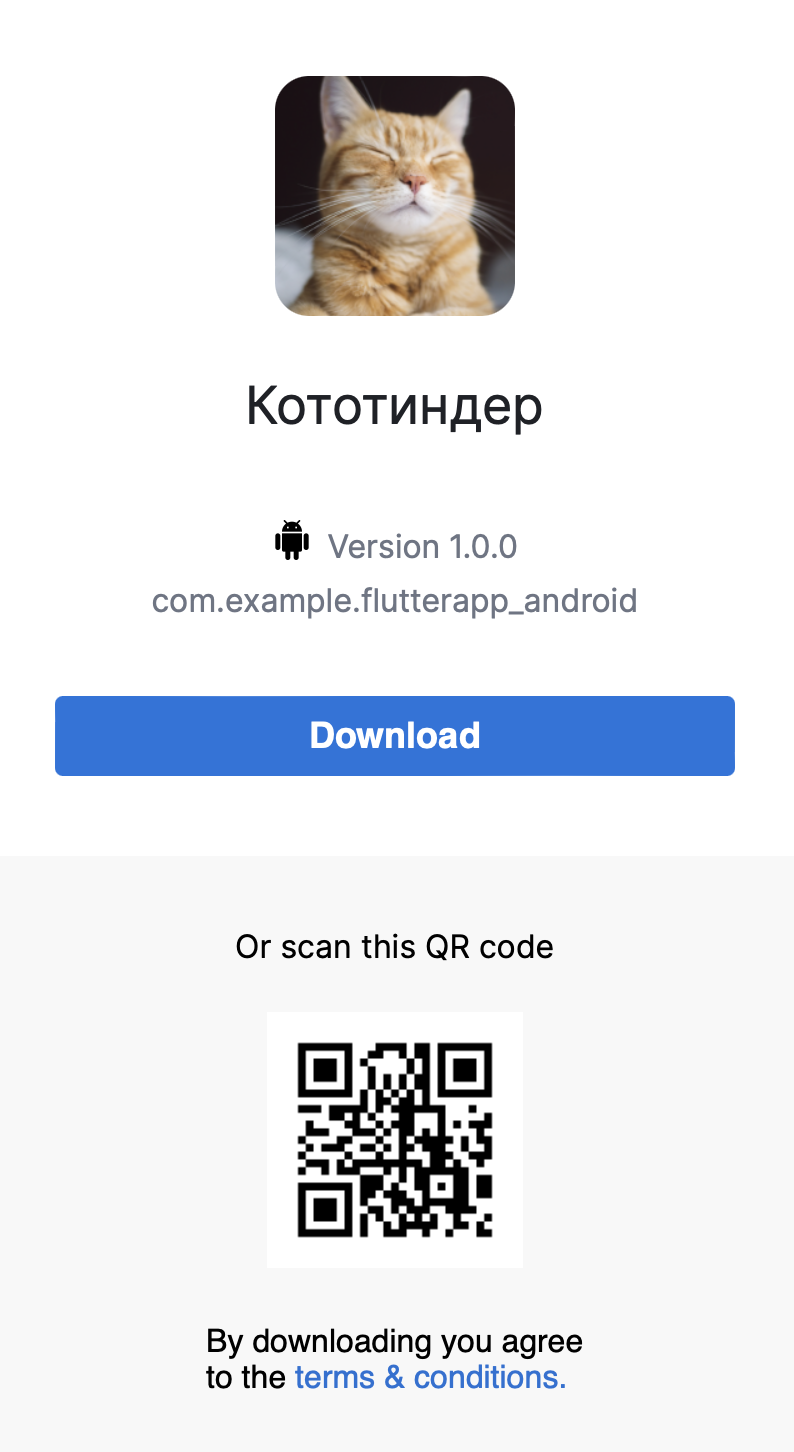 Кототиндер
Version 1.0.0
com.example.flutterapp_android
Download
Or scan this QR code
By downloading you agree
to the terms & conditions.